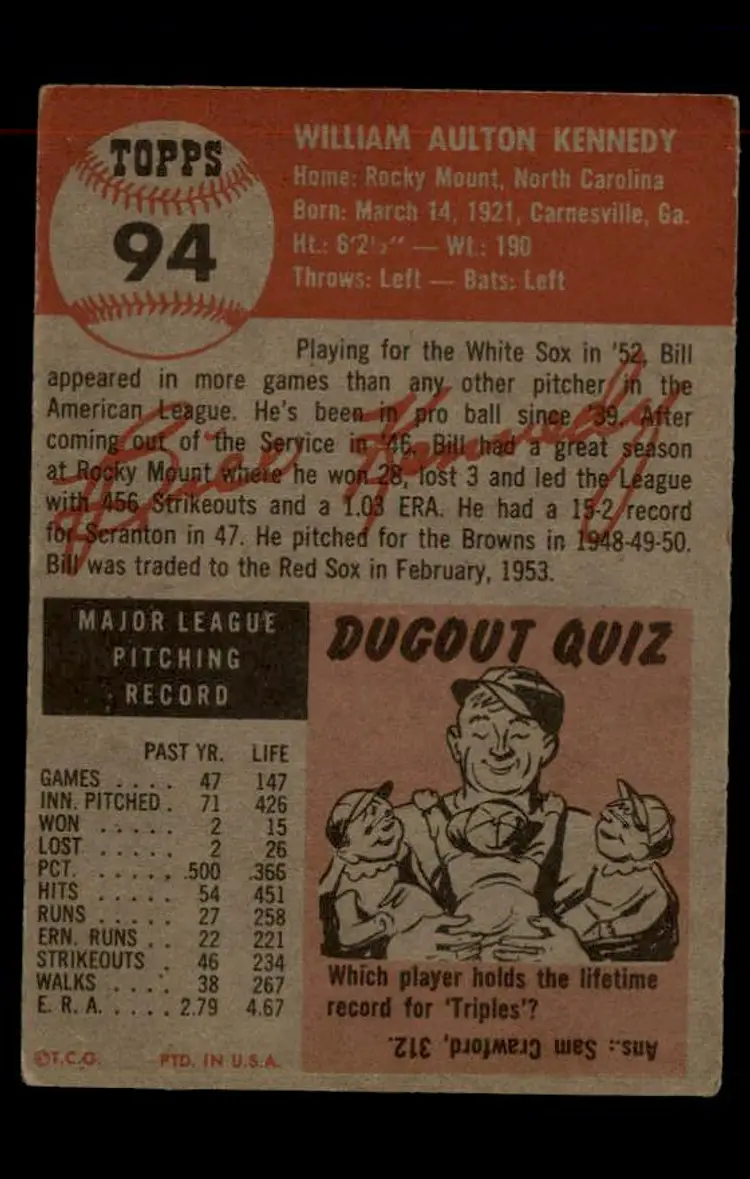 TOPPS
94
WILLIAM AULTON KENNEDY
Home: Rocky Mount, North Carolina
Born: March 14, 1921, Carnesville, Ga.
Ht.: 6'2½" — Wt.: 190
Throws: Left — Bats: Left
Playing for the White Sox in '52, Bill
appeared in more games than any other pitcher in the
American League. He's been in pro ball since '39. After
coming out of the Service in '46, Bill had a great season
at Rocky Mount where he won 28, lost 3 and led the League
with 456 Strikeouts and a 1.03 ERA. He had a 15-2 record
for Scranton in 47. He pitched for the Browns in 1948-49-50.
Bill was traded to the Red Sox in February, 1953.
Bill Kennedy
MAJOR LEAGUE
PITCHING
RECORD
PAST YR. LIFE
GAMES .... 47 147
INN. PITCHED . 71 426
WON ..... 2 15
LOST ..... 2 26
PCT. ..... .500 .366
HITS ..... 54 451
RUNS ..... 27 258
ERN. RUNS .. 22 221
STRIKEOUTS . 46 234
WALKS .... 38 267
E. R. A. .... 2.79 4.67
©T.C.G. PTD. IN U.S.A.
DUGOUT QUIZ
Which player holds the lifetime
record for 'Triples'?
Ans.: Sam Crawford, 312.